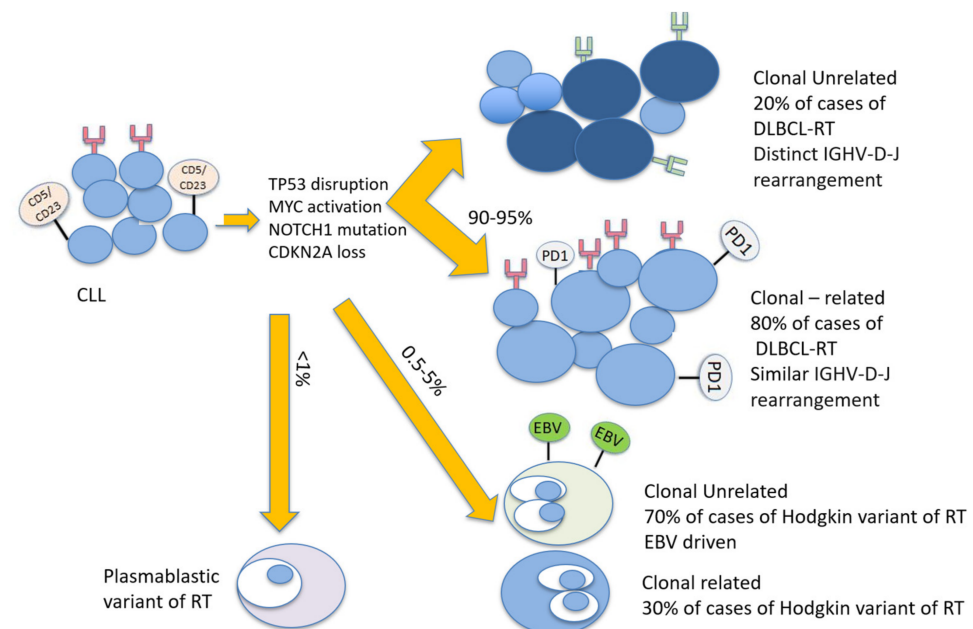 CD5/
CD23
CD5/
CD23
CLL
TP53 disruption
MYC activation
NOTCH1 mutation
CDKN2A loss
90-95%
<1%
0.5-5%
Clonal Unrelated
20% of cases of
DLBCL-RT
Distinct IGHV-D-J
rearrangement
PD1
PD1
PD1
Clonal – related
80% of cases of
DLBCL-RT
Similar IGHV-D-J
rearrangement
EBV
EBV
Clonal Unrelated
70% of cases of Hodgkin variant of RT
EBV driven
Clonal related
30% of cases of Hodgkin variant of RT
Plasmablastic
variant of RT